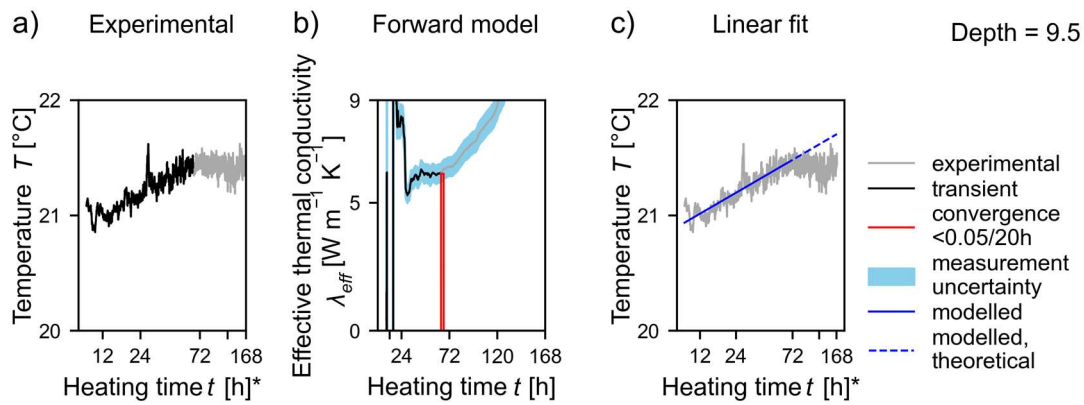 a) Experimental
b) Forward model
c) Linear fit
Depth = 9.5
Temperature T [°C]
22
21
20
12 24 72 168
Heating time t [h]*
Effective thermal conductivity
λeff [W m⁻¹ K⁻¹]
9
5
0
24 72 120 168
Heating time t [h]
Temperature T [°C]
22
21
20
12 24 72 168
Heating time t [h]*
experimental
transient
convergence
<0.05/20h
measurement
uncertainty
modelled
modelled,
theoretical